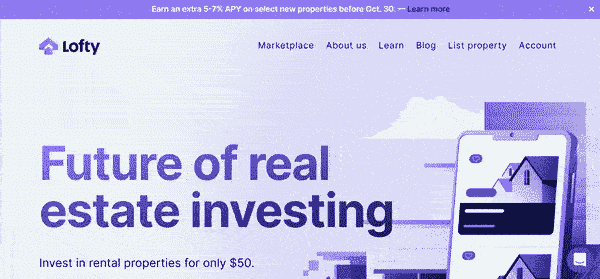 Earn an extra 5-7% APY on select new properties before Oct, 30. — Learn more
Lofty
Marketplace About us Learn Blog List property Account
Future of real
estate investing
Invest in rental properties for only $50.